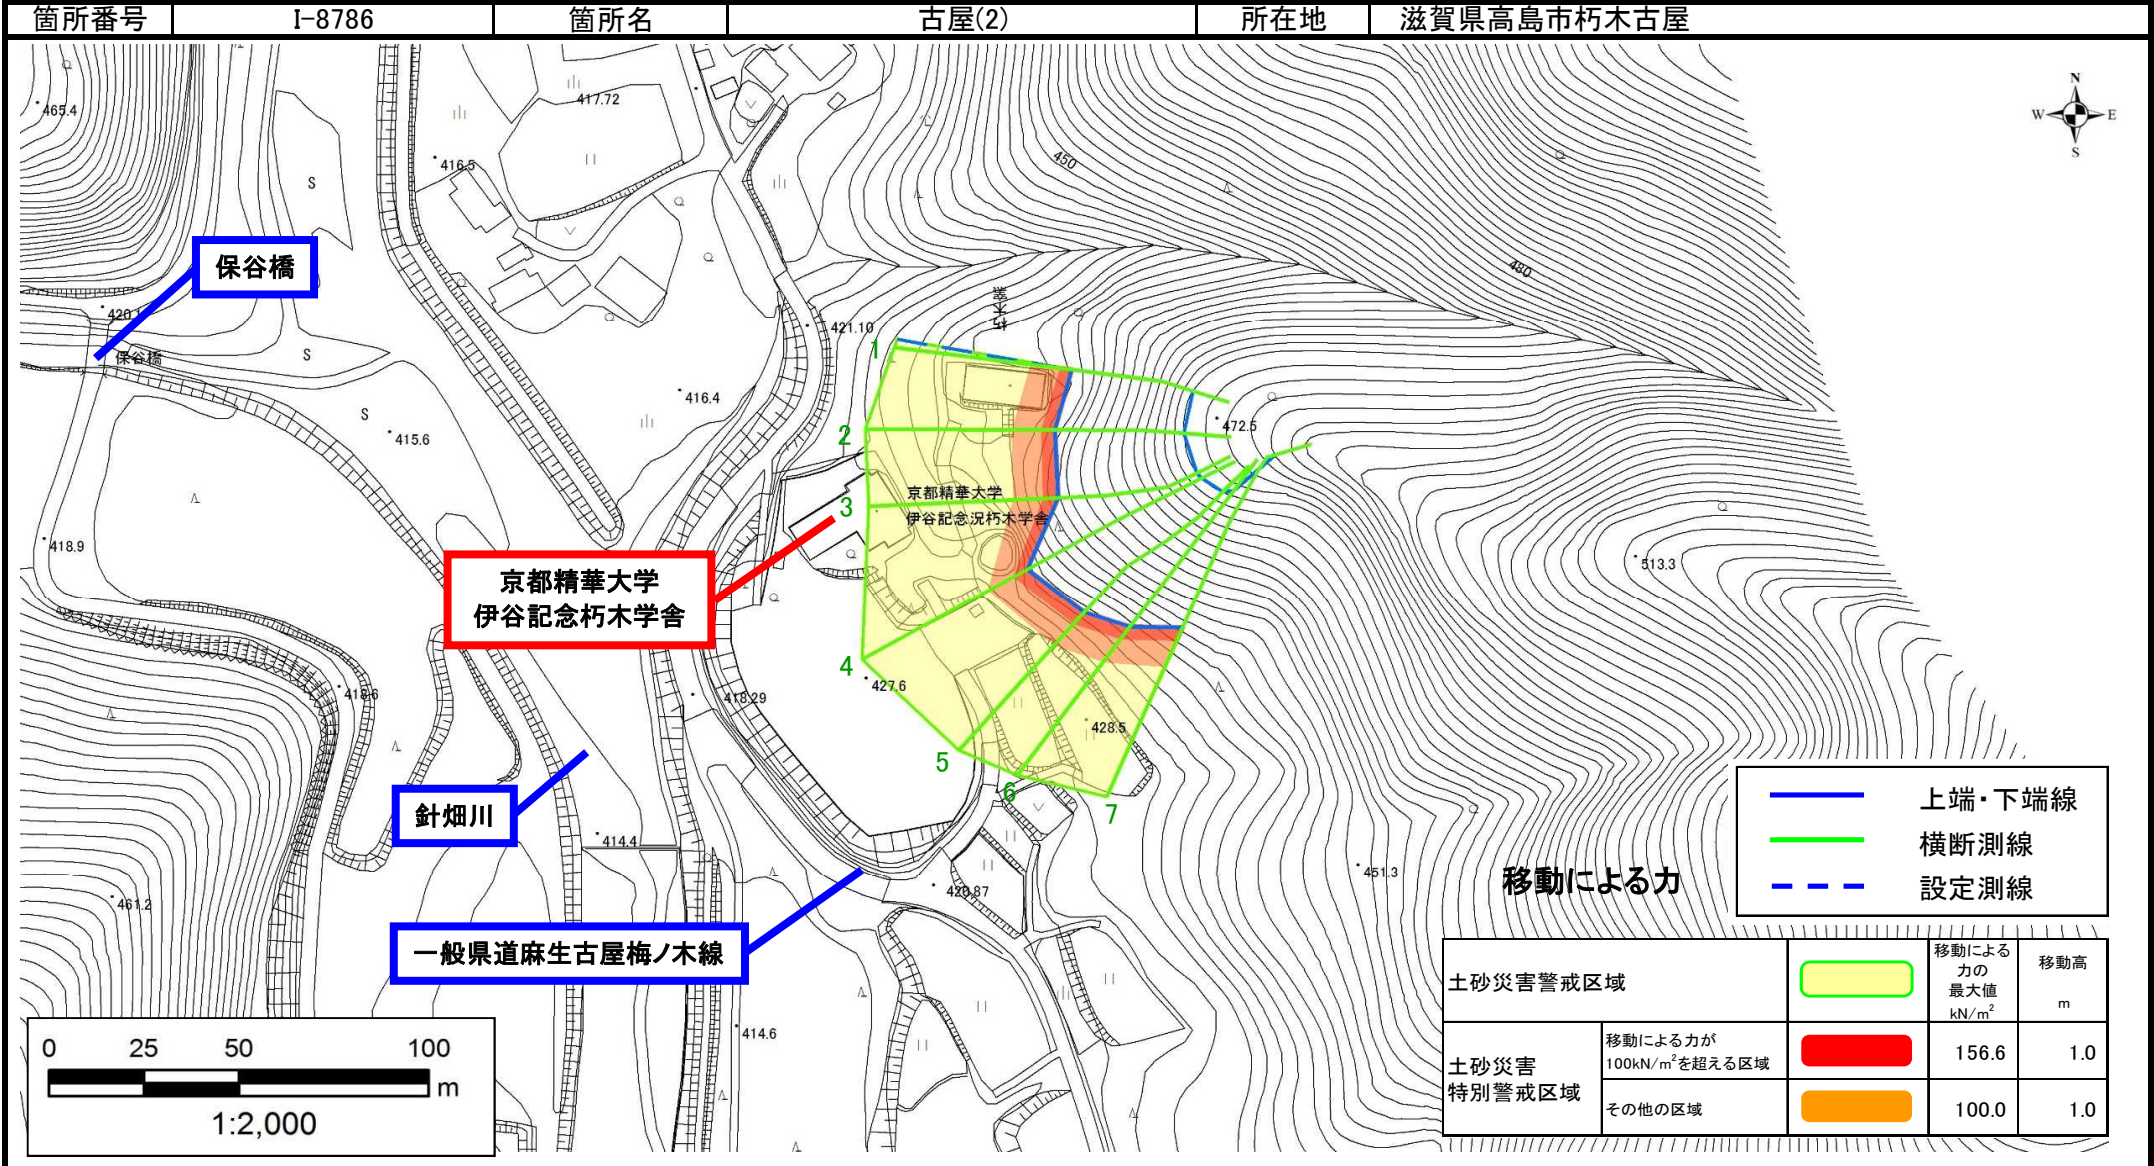 箇所番号 I-8786 箇所名 古屋(2) 所在地 滋賀県高島市朽木古屋
N
W E
S
465.4
417.72
416.5
450
S
保谷橋
480
420.1
保谷橋
S
421.10
朽木窯
1
416.4
S
415.6
2
472.5
京都精華大学
3
伊谷記念況朽木学舎
418.9
513.3
京都精華大学
伊谷記念朽木学舎
4
427.6
418.6
418.29
428.5
5
6
7
針畑川
414.4
451.3
420.87
461.2
一般県道麻生古屋梅ノ木線
414.6
上端・下端線
横断測線
設定測線
移動による力
土砂災害警戒区域
移動による
力の
最大値
kN/m²
移動高
m
土砂災害
特別警戒区域
移動による力が
100kN/m²を超える区域
156.6 1.0
その他の区域
100.0 1.0
0 25 50 100
m
1:2,000